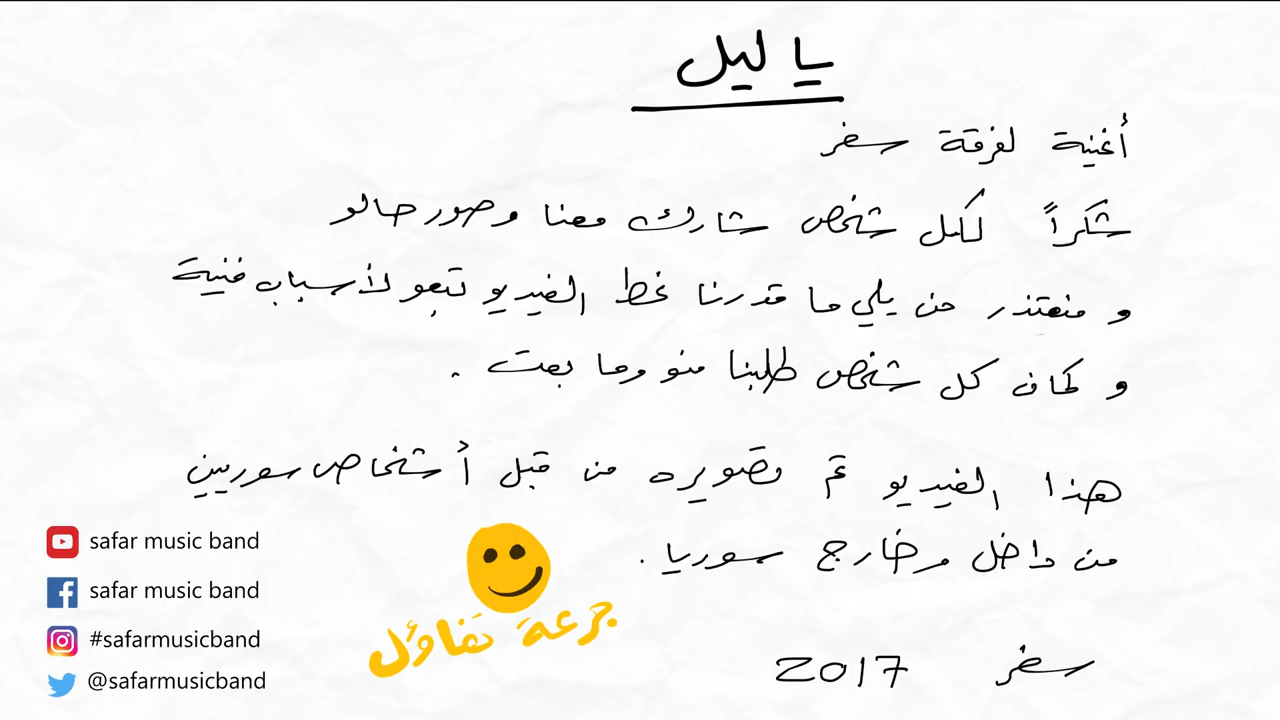 يا ليل
أغنية لفرقة سفر
شكراً لكل شخص شارك معنا وصور حالو
و منعتذر من يلي ما قدرنا نحط الفيديو تبعو لأسباب فنية
و كمان كل شخص طلبنا منو وما بعت .
هذا الفيديو تم تصويره من قبل أشخاص سوريين
من داخل وخارج سوريا .
جرعة تفاؤل
سفر 2017
safar music band
safar music band
#safarmusicband
@safarmusicband